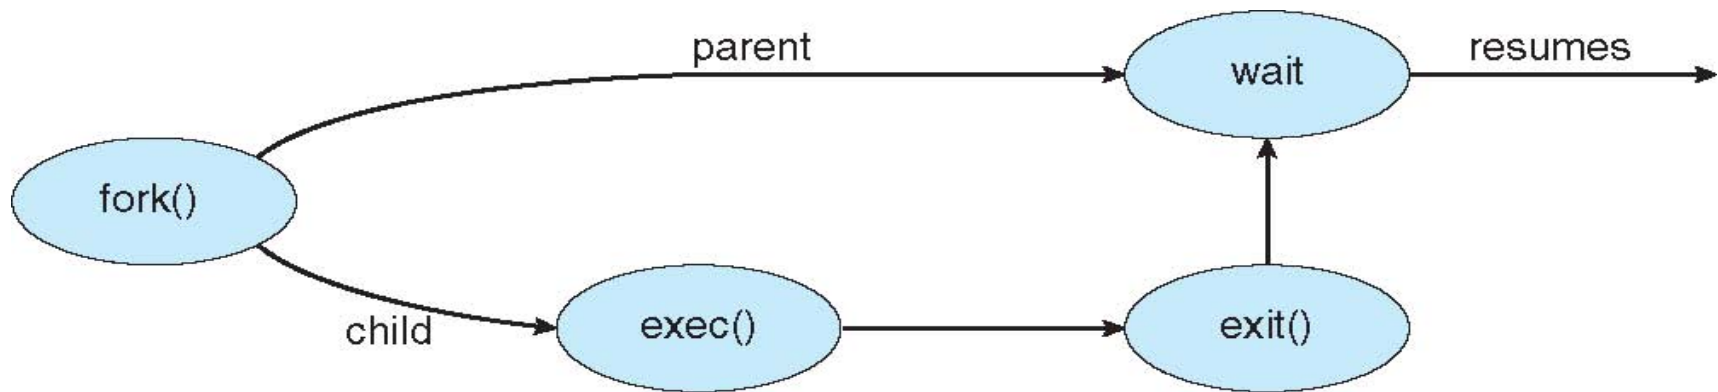 parent
wait
resumes
fork()
child
exec()
exit()